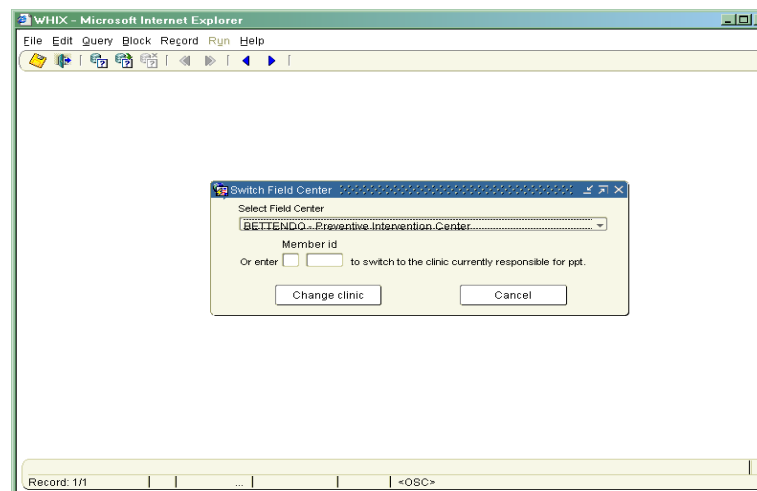 WHIX - Microsoft Internet Explorer
File Edit Query Block Record Run Help
Switch Field Center
Select Field Center
BETTENDO - Preventive Intervention Center
Member id
Or enter to switch to the clinic currently responsible for ppt.
Change clinic Cancel
Record: 1/1 ... <OSC>